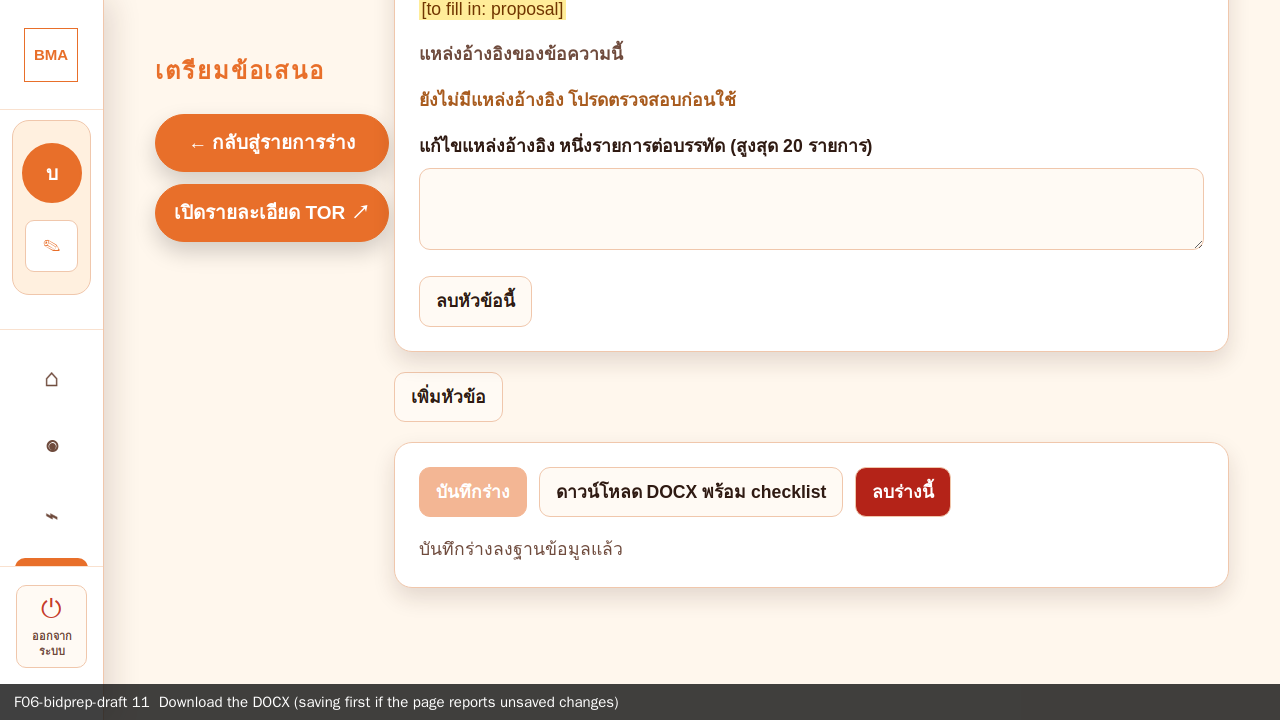 BMA
บ
ออกจาก
ระบบ
เตรียมข้อเสนอ
← กลับสู่รายการร่าง
เปิดรายละเอียด TOR ↗
[to fill in: proposal]
แหล่งอ้างอิงของข้อความนี้
ยังไม่มีแหล่งอ้างอิง โปรดตรวจสอบก่อนใช้
แก้ไขแหล่งอ้างอิง หนึ่งรายการต่อบรรทัด (สูงสุด 20 รายการ)
ลบหัวข้อนี้
เพิ่มหัวข้อ
บันทึกร่าง
ดาวน์โหลด DOCX พร้อม checklist
ลบร่างนี้
บันทึกร่างลงฐานข้อมูลแล้ว
F06-bidprep-draft 11 Download the DOCX (saving first if the page reports unsaved changes)